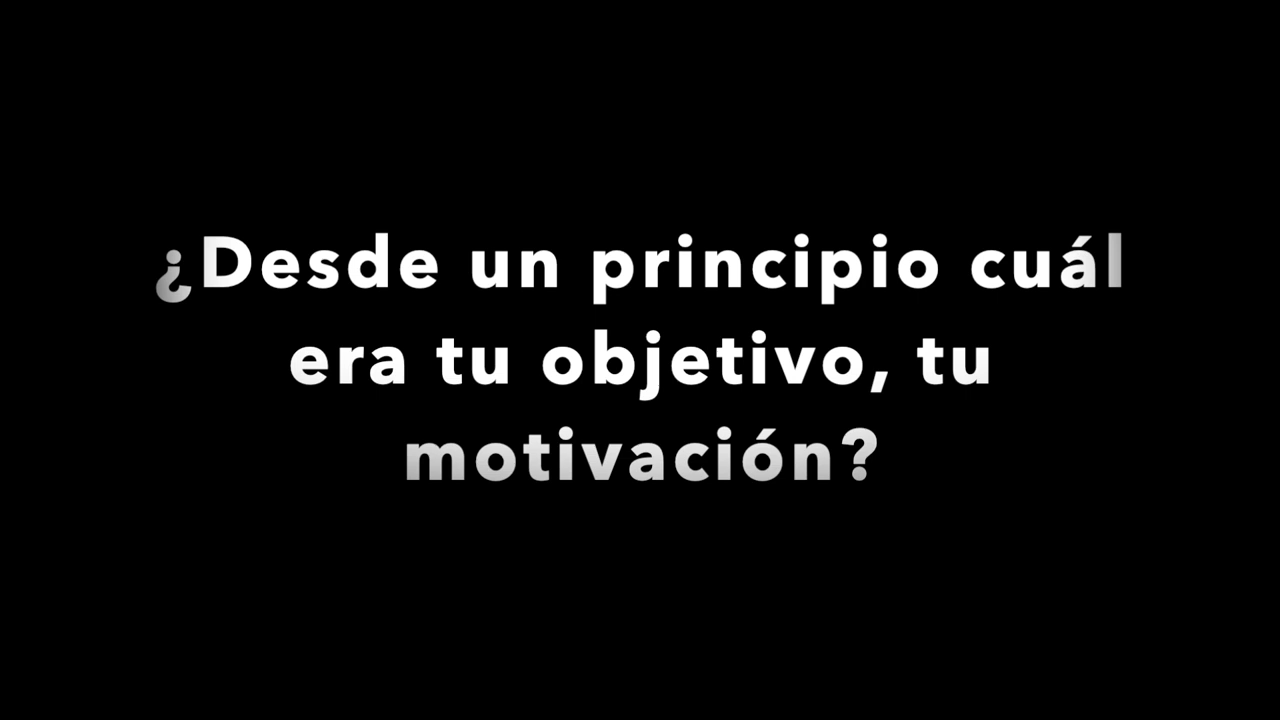 ¿Desde un principio cuál
era tu objetivo, tu
motivación?